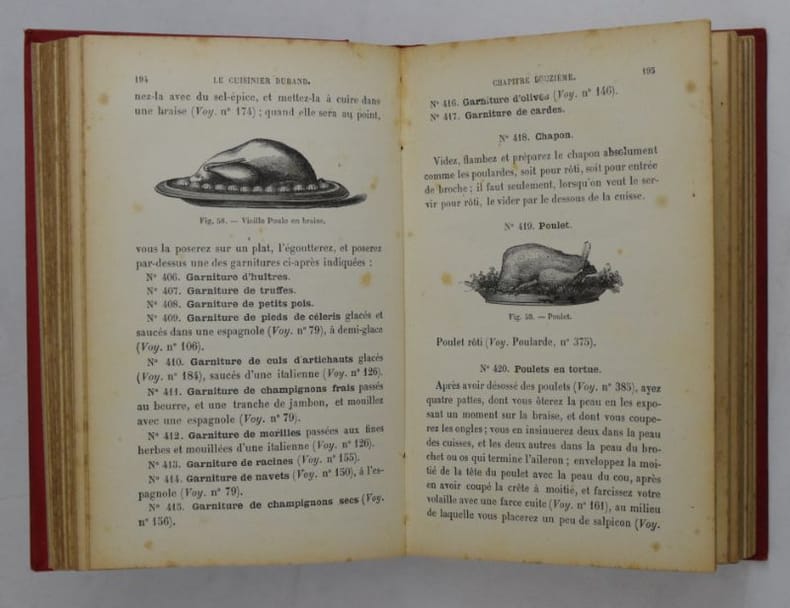 194
LE CUISINIER DURAND.
nez-la avec du sel-épice, et mettez-la à cuire dans
une braise (Voy. n° 174) ; quand elle sera au point,
Fig. 58. — Vieille Poule en braise.
vous la poserez sur un plat, l'égoutterez, et poserez
par-dessus une des garnitures ci-après indiquées :
N° 406. Garniture d'huîtres.
N° 407. Garniture de truffes.
N° 408. Garniture de petits pois.
N° 409. Garniture de pieds de céleris glacés et
saucés dans une espagnole (Voy. n° 79), à demi-glace
(Voy. n° 106).
N° 410. Garniture de culs d'artichauts glacés
(Voy. n° 184), saucés d'une italienne (Voy. n° 126).
N° 411. Garniture de champignons frais passés
au beurre, et une tranche de jambon, et mouillez
avec une espagnole (Voy. n° 79).
N° 412. Garniture de morilles passées aux fines
herbes et mouillées d'une italienne (Voy. n° 126).
N° 413. Garniture de racines (Voy. n° 155).
N° 414. Garniture de navets (Voy. n° 150), à l'es-
pagnole (Voy. n° 79).
N° 415. Garniture de champignons secs (Voy.
n° 156).
CHAPITRE DOUZIÈME.
195
N° 416. Garniture d'olives (Voy. n° 146).
N° 417. Garniture de cardes.
N° 418. Chapon.
Videz, flambez et préparez le chapon absolument
comme les poulardes, soit pour rôti, soit pour entrée
de broche ; il faut seulement, lorsqu'on veut le ser-
vir pour rôti, le vider par le dessous de la cuisse.
N° 419. Poulet.
Fig. 59. — Poulet.
Poulet rôti (Voy. Poularde, n° 375).
N° 420. Poulets en tortue.
Après avoir désossé des poulets (Voy. n° 385), ayez
quatre pattes, dont vous ôterez la peau en les expo-
sant un moment sur la braise, et dont vous coupe-
rez les ongles ; vous en insinuerez deux dans la peau
des cuisses, et les deux autres dans la peau du bro-
chet ou os qui termine l'aileron ; enveloppez la moi-
tié de la tête du poulet avec la peau du cou, après
en avoir coupé la crête à moitié, et farcissez votre
volaille avec une farce cuite (Voy. n° 161), au milieu
de laquelle vous placerez un peu de salpicon (Voy.